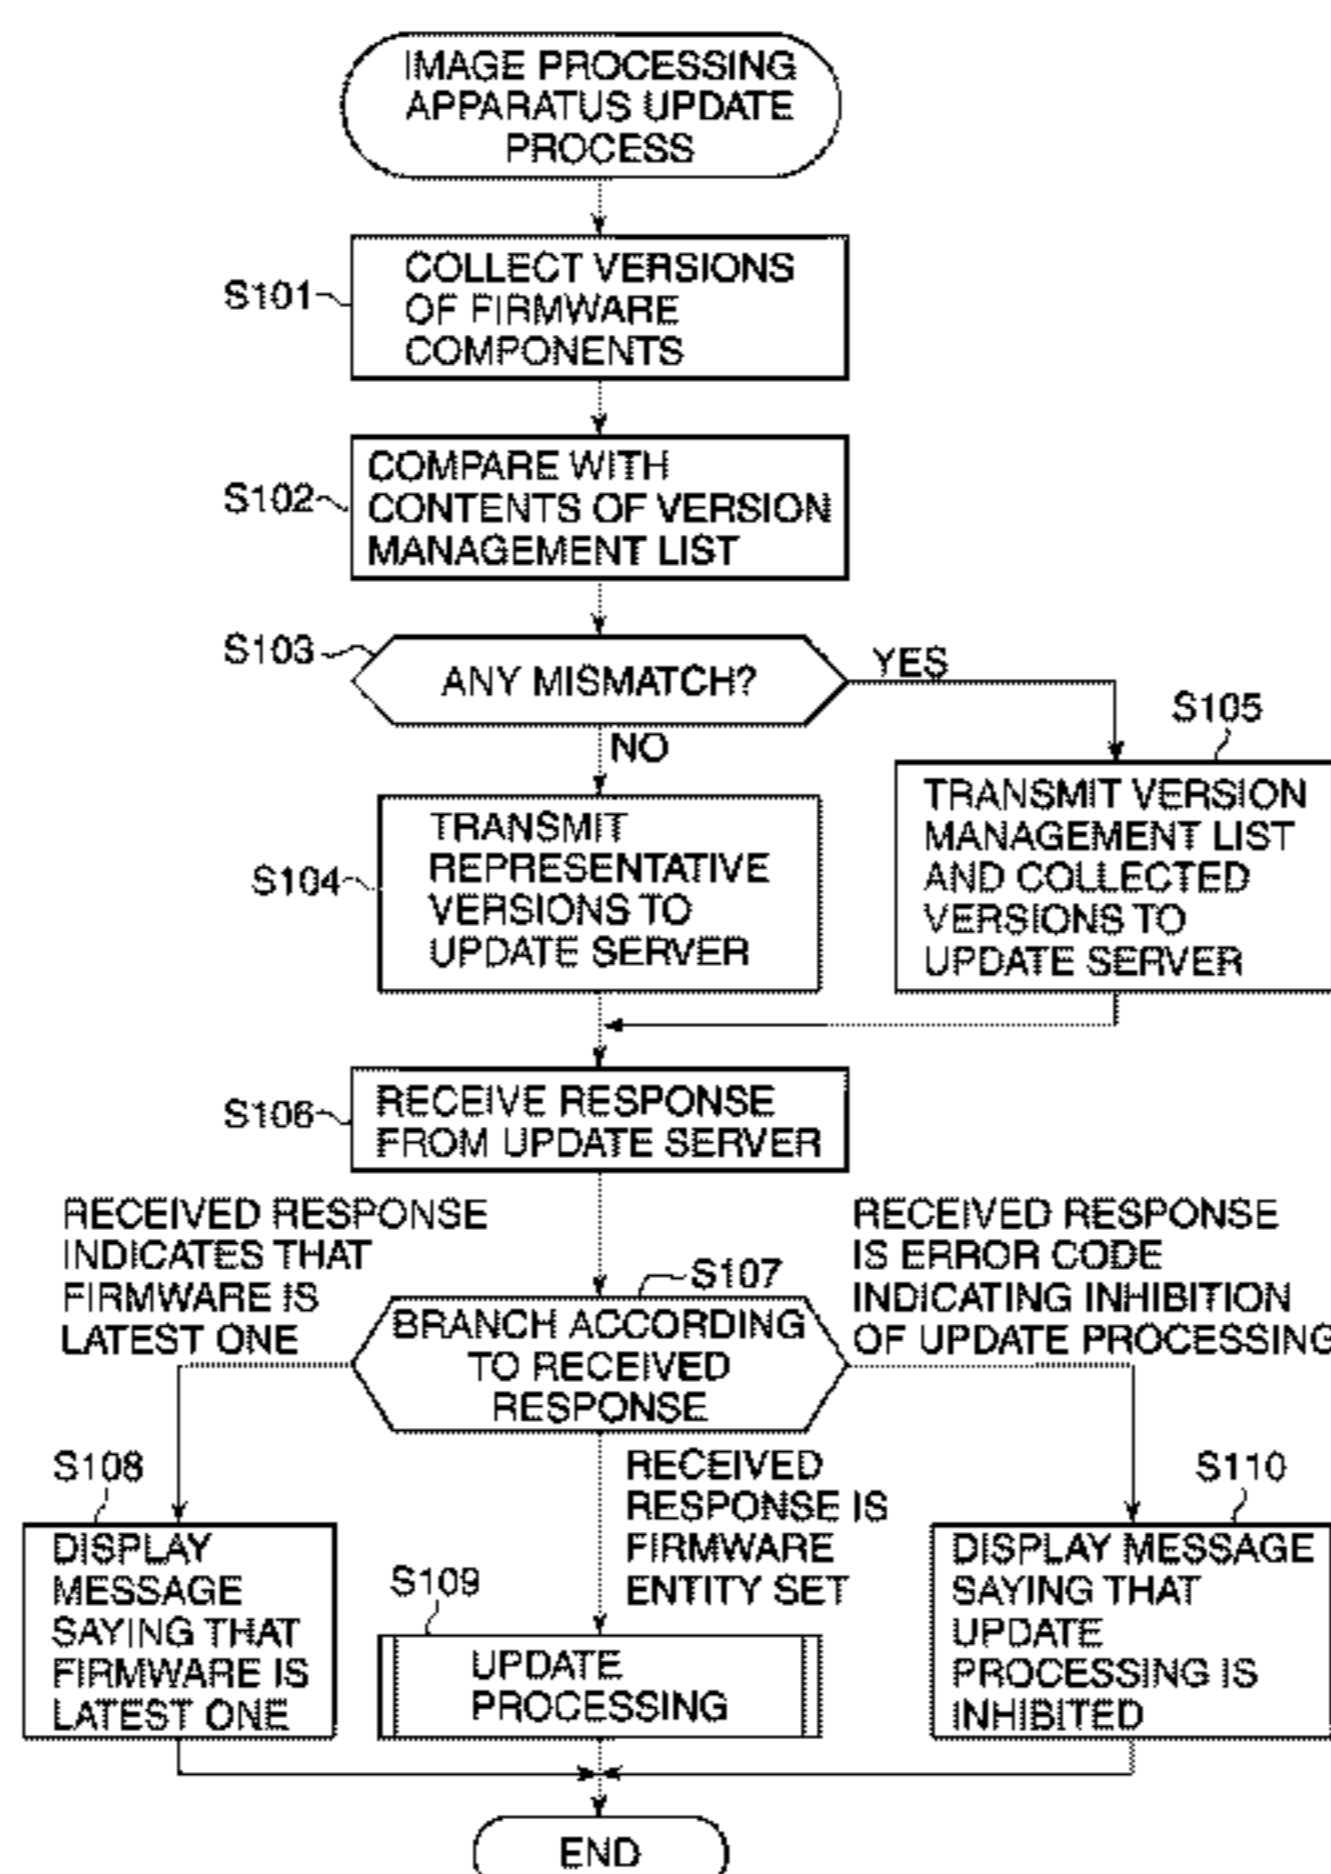 IMAGE PROCESSING
APPARATUS UPDATE
PROCESS
S101
COLLECT VERSIONS
OF FIRMWARE
COMPONENTS
S102
COMPARE WITH
CONTENTS OF VERSION
MANAGEMENT LIST
S103
ANY MISMATCH?
YES
NO
S104
TRANSMIT
REPRESENTATIVE
VERSIONS TO
UPDATE SERVER
S105
TRANSMIT VERSION
MANAGEMENT LIST
AND COLLECTED
VERSIONS TO
UPDATE SERVER
S106
RECEIVE RESPONSE
FROM UPDATE SERVER
RECEIVED RESPONSE
INDICATES THAT
FIRMWARE IS
LATEST ONE
S107
BRANCH ACCORDING
TO RECEIVED
RESPONSE
RECEIVED RESPONSE
IS ERROR CODE
INDICATING INHIBITION
OF UPDATE PROCESSING
S108
DISPLAY
MESSAGE
SAYING THAT
FIRMWARE IS
LATEST ONE
RECEIVED
RESPONSE IS
FIRMWARE
ENTITY SET
S109
UPDATE
PROCESSING
S110
DISPLAY MESSAGE
SAYING THAT
UPDATE
PROCESSING IS
INHIBITED
END